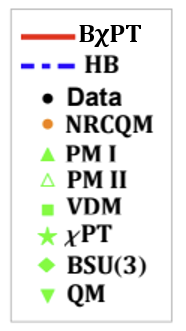 BχPT
HB
Data
NRCQM
PM I
PM II
VDM
χPT
BSU(3)
QM